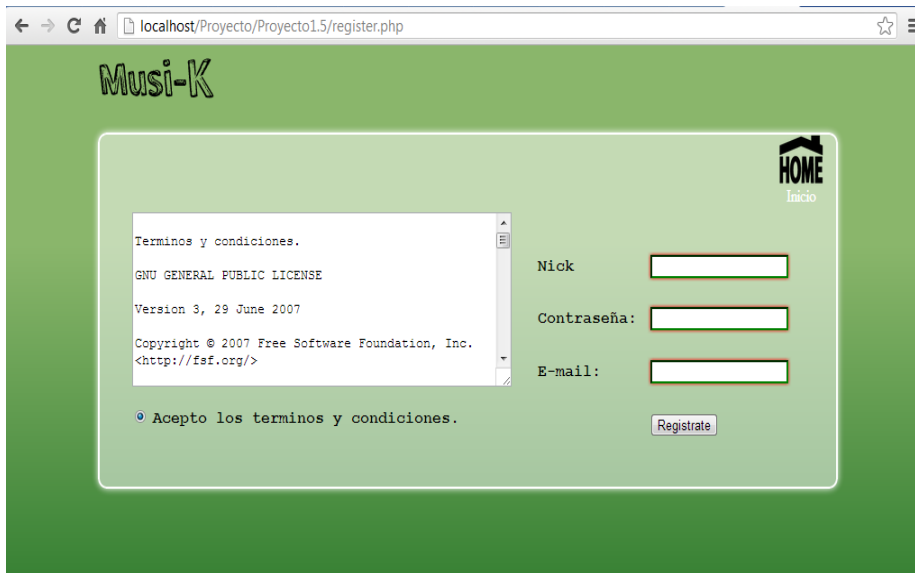 localhost/Proyecto/Proyecto1.5/register.php
Musi-K
HOME
Inicio
Terminos y condiciones.
GNU GENERAL PUBLIC LICENSE
Version 3, 29 June 2007
Copyright © 2007 Free Software Foundation, Inc.
<http://fsf.org/>
Acepto los terminos y condiciones.
Nick
Contraseña:
E-mail:
Registrate